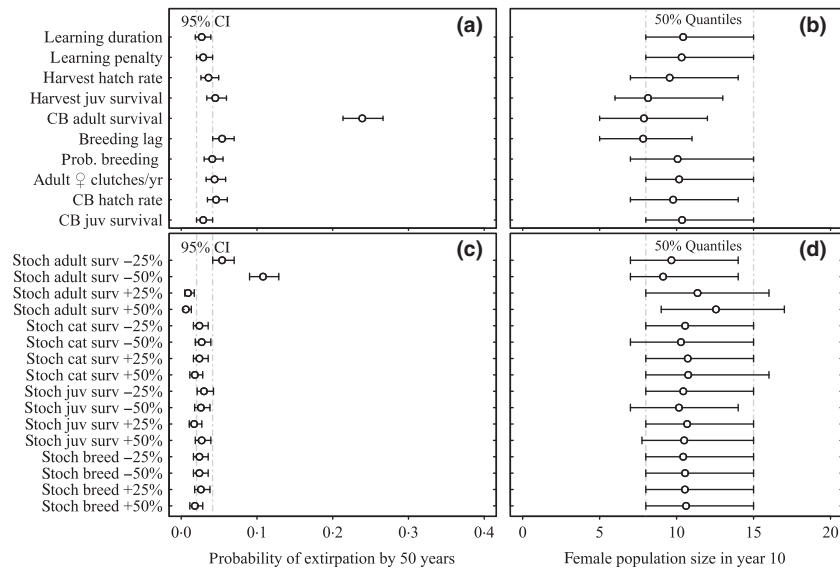 95% CI
(a)
50% Quantiles
(b)
Learning duration
Learning penalty
Harvest hatch rate
Harvest juv survival
CB adult survival
Breeding lag
Prob. breeding
Adult ♀ clutches/yr
CB hatch rate
CB juv survival
95% CI
(c)
50% Quantiles
(d)
Stoch adult surv −25%
Stoch adult surv −50%
Stoch adult surv +25%
Stoch adult surv +50%
Stoch cat surv −25%
Stoch cat surv −50%
Stoch cat surv +25%
Stoch cat surv +50%
Stoch juv surv −25%
Stoch juv surv −50%
Stoch juv surv +25%
Stoch juv surv +50%
Stoch breed −25%
Stoch breed −50%
Stoch breed +25%
Stoch breed +50%
0·0 0·1 0·2 0·3 0·4
0 5 10 15 20
Probability of extirpation by 50 years
Female population size in year 10